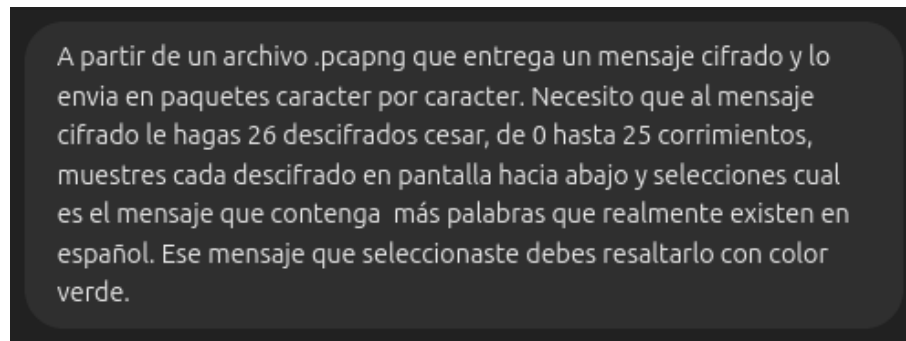 A partir de un archivo .pcapng que entrega un mensaje cifrado y lo
envia en paquetes caracter por caracter. Necesito que al mensaje
cifrado le hagas 26 descifrados cesar, de 0 hasta 25 corrimientos,
muestres cada descifrado en pantalla hacia abajo y selecciones cual
es el mensaje que contenga  más palabras que realmente existen en
español. Ese mensaje que seleccionaste debes resaltarlo con color
verde.